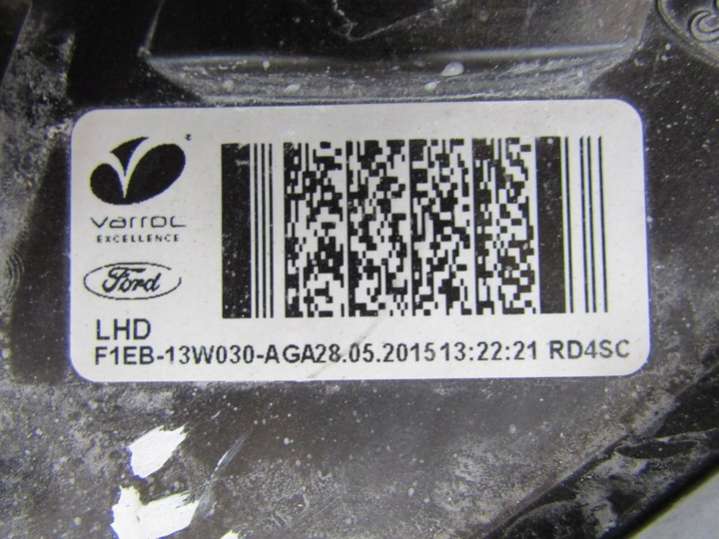 varroc
EXCELLENCE
Ford
LHD
F1EB-13W030-AGA28.05.201513:22:21 RD4SC